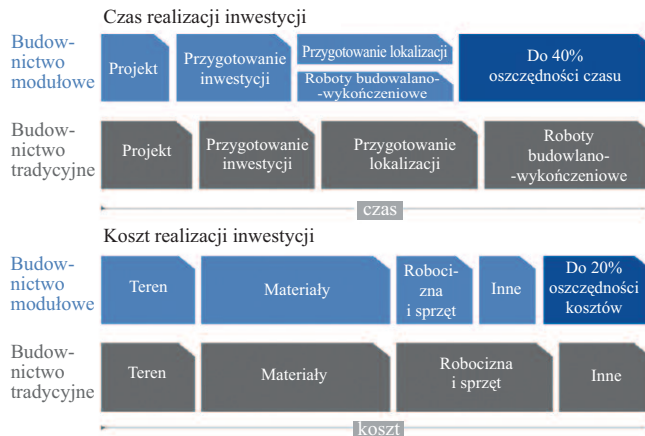 Czas realizacji inwestycji
Budow-
nictwo
modułowe
Projekt
Przygotowanie
inwestycji
Przygotowanie lokalizacji
Roboty budowalano-
-wykończeniowe
Do 40%
oszczędności czasu
Budow-
nictwo
tradycyjne
Projekt
Przygotowanie
inwestycji
Przygotowanie
lokalizacji
Roboty
budowlano-
-wykończeniowe
czas
Koszt realizacji inwestycji
Budow-
nictwo
modułowe
Teren
Materiały
Roboci-
zna
i sprzęt
Inne
Do 20%
oszczędności
kosztów
Budow-
nictwo
tradycyjne
Teren
Materiały
Robocizna
i sprzęt
Inne
koszt